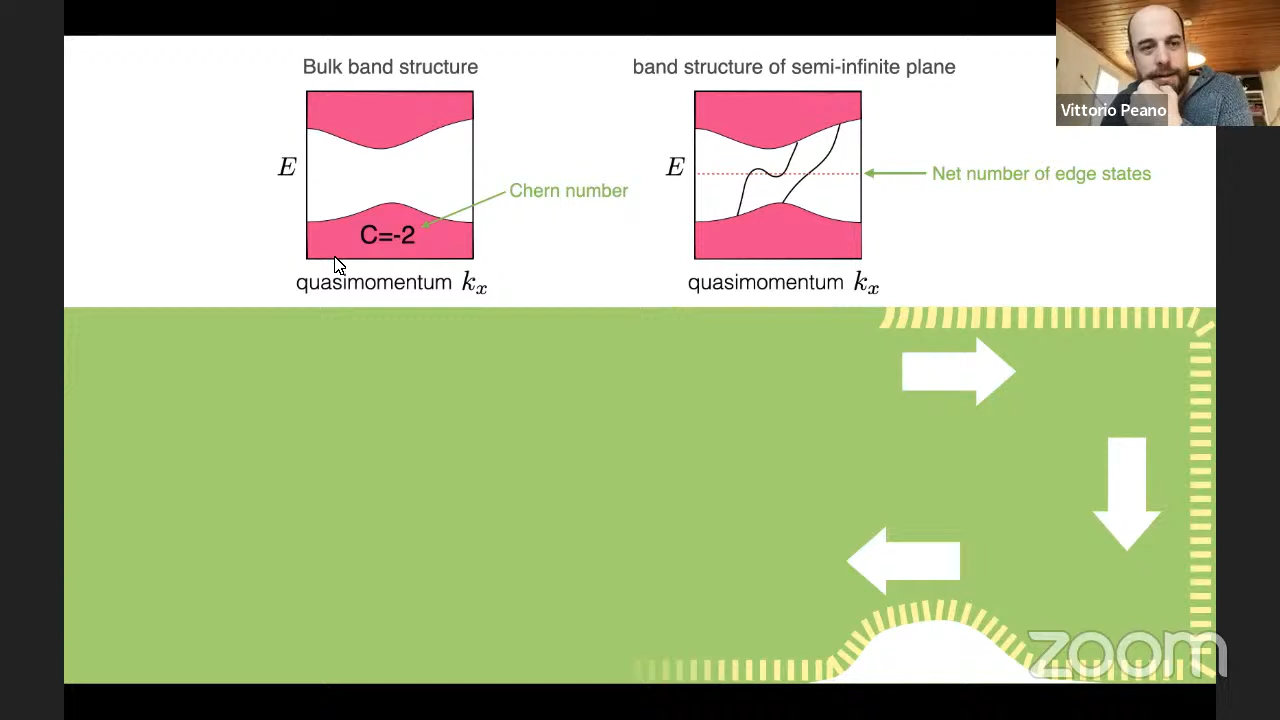 Bulk band structure
band structure of semi-infinite plane
Vittorio Peano
E
Chern number
C=-2
quasimomentum kₓ
E
Net number of edge states
quasimomentum kₓ
zoom